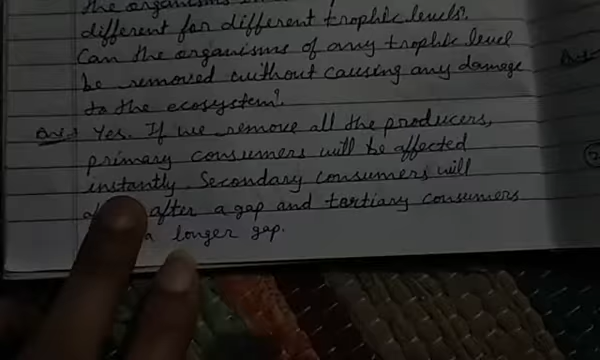 the organisms
different for different trophic levels?
Can the organisms of any trophic level
be removed without causing any damage
to the ecosystem?
Ans Yes. If we remove all the producers,
primary consumers will be affected
instantly. Secondary consumers will
after a gap and tertiary consumers
a longer gap.